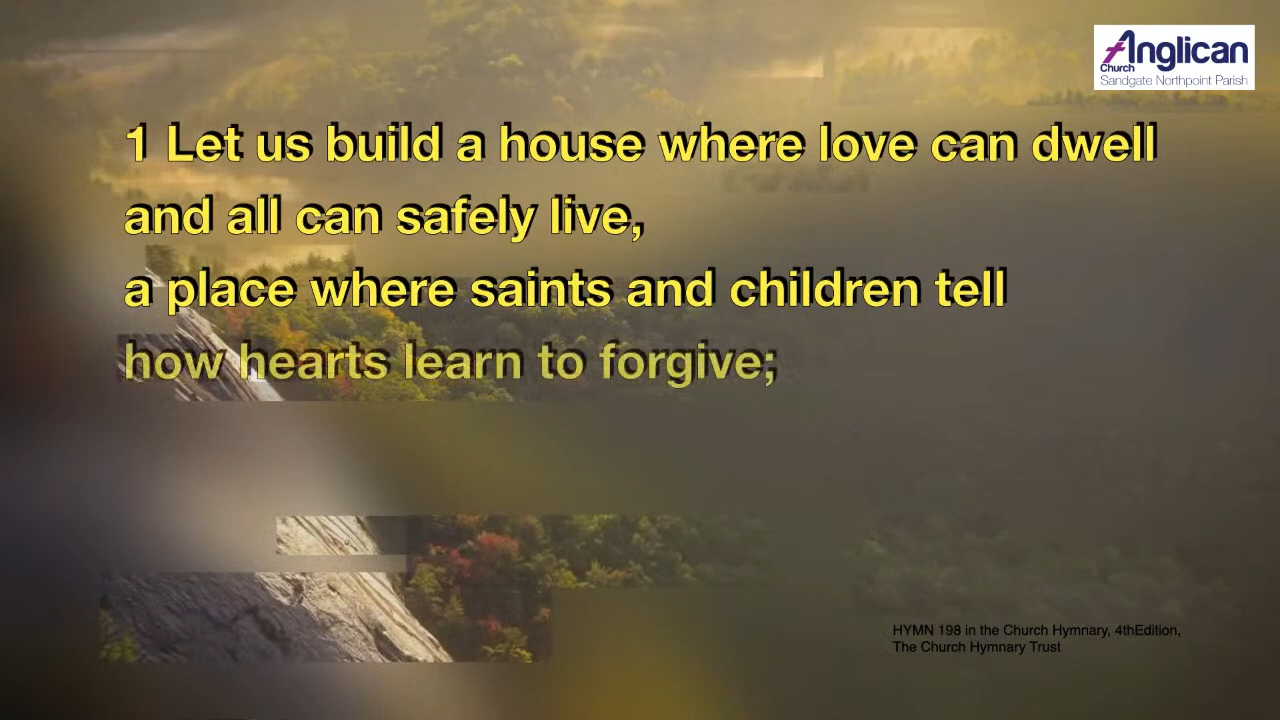 Anglican
Church
Sandgate Northpoint Parish
1 Let us build a house where love can dwell
and all can safely live,
a place where saints and children tell
how hearts learn to forgive;
HYMN 198 in the Church Hymnary, 4thEdition,
The Church Hymnary Trust